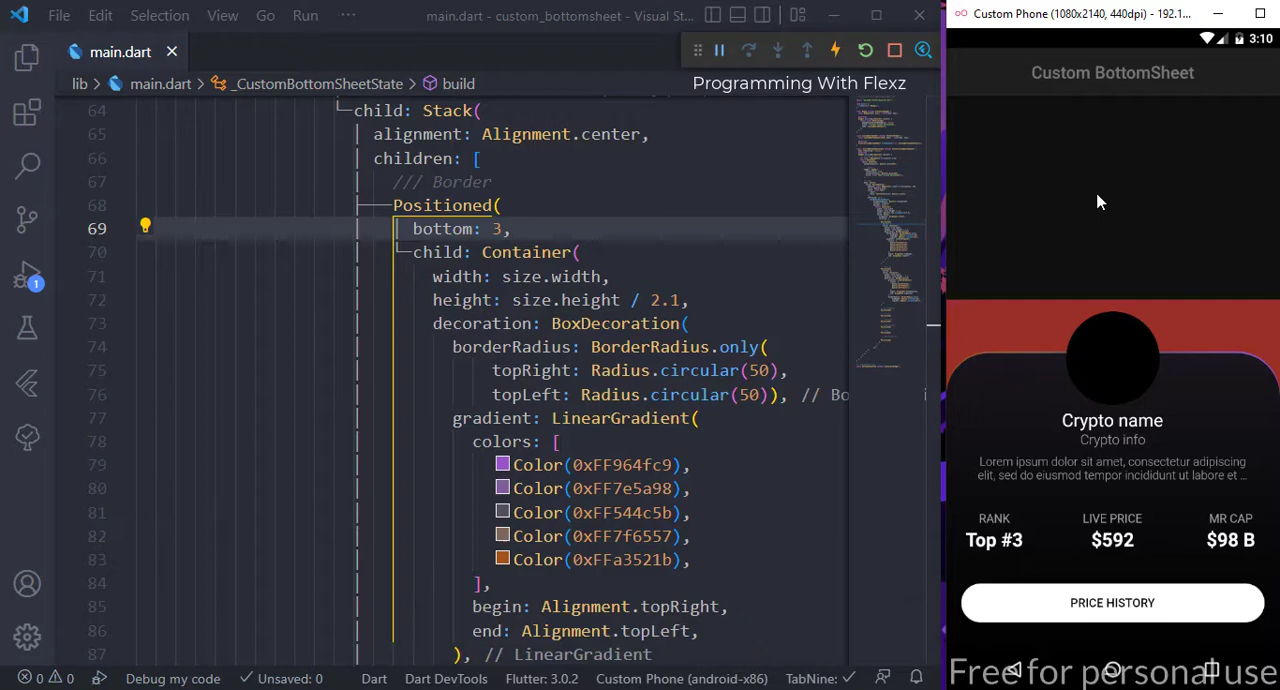 File Edit Selection View Go Run ··· main.dart - custom_bottomsheet - Visual St...
main.dart
lib > main.dart > _CustomBottomSheetState > build
Programming With Flexz
64 child: Stack(
65 alignment: Alignment.center,
66 children: [
67 /// Border
68 Positioned(
69 bottom: 3,
70 child: Container(
71 width: size.width,
72 height: size.height / 2.1,
73 decoration: BoxDecoration(
74 borderRadius: BorderRadius.only(
75 topRight: Radius.circular(50),
76 topLeft: Radius.circular(50)), // Bo
77 gradient: LinearGradient(
78 colors: [
79 Color(0xFF964fc9),
80 Color(0xFF7e5a98),
81 Color(0xFF544c5b),
82 Color(0xFF7f6557),
83 Color(0xFFa3521b),
84 ],
85 begin: Alignment.topRight,
86 end: Alignment.topLeft,
87 ), // LinearGradient
1
0 0 Debug my code Unsaved: 0 Dart Dart DevTools Flutter: 3.0.2 Custom Phone (android-x86) TabNine:
Custom Phone (1080x2140, 440dpi) - 192.1...
3:10
Custom BottomSheet
Crypto name
Crypto info
Lorem ipsum dolor sit amet, consectetur adipiscing
elit, sed do eiusmod tempor incididunt ut labore et ...
RANK LIVE PRICE MR CAP
Top #3 $592 $98 B
PRICE HISTORY
Free for personal use